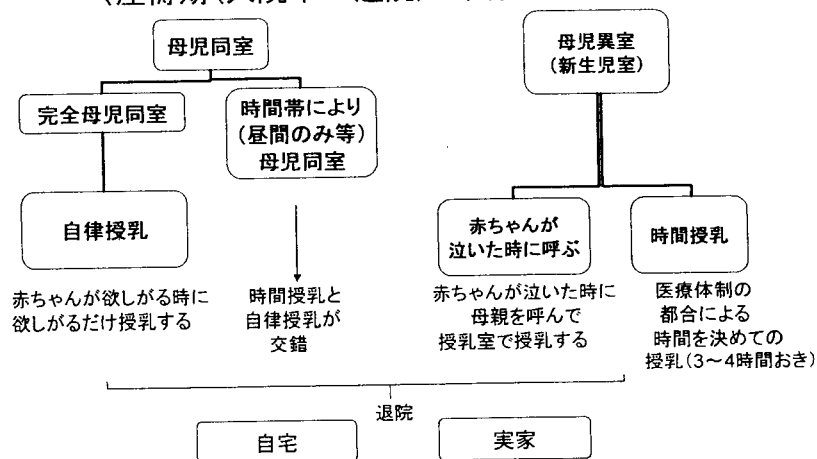 母児同室
母児異室
(新生児室)
完全母児同室
時間帯により
(昼間のみ等)
母児同室
自律授乳
赤ちゃんが
泣いた時に呼ぶ
時間授乳
赤ちゃんが欲しがる時に
欲しがるだけ授乳する
時間授乳と
自律授乳が
交錯
赤ちゃんが泣いた時に
母親を呼んで
授乳室で授乳する
医療体制の
都合による
時間を決めての
授乳(3～4時間おき)
退院
自宅
実家